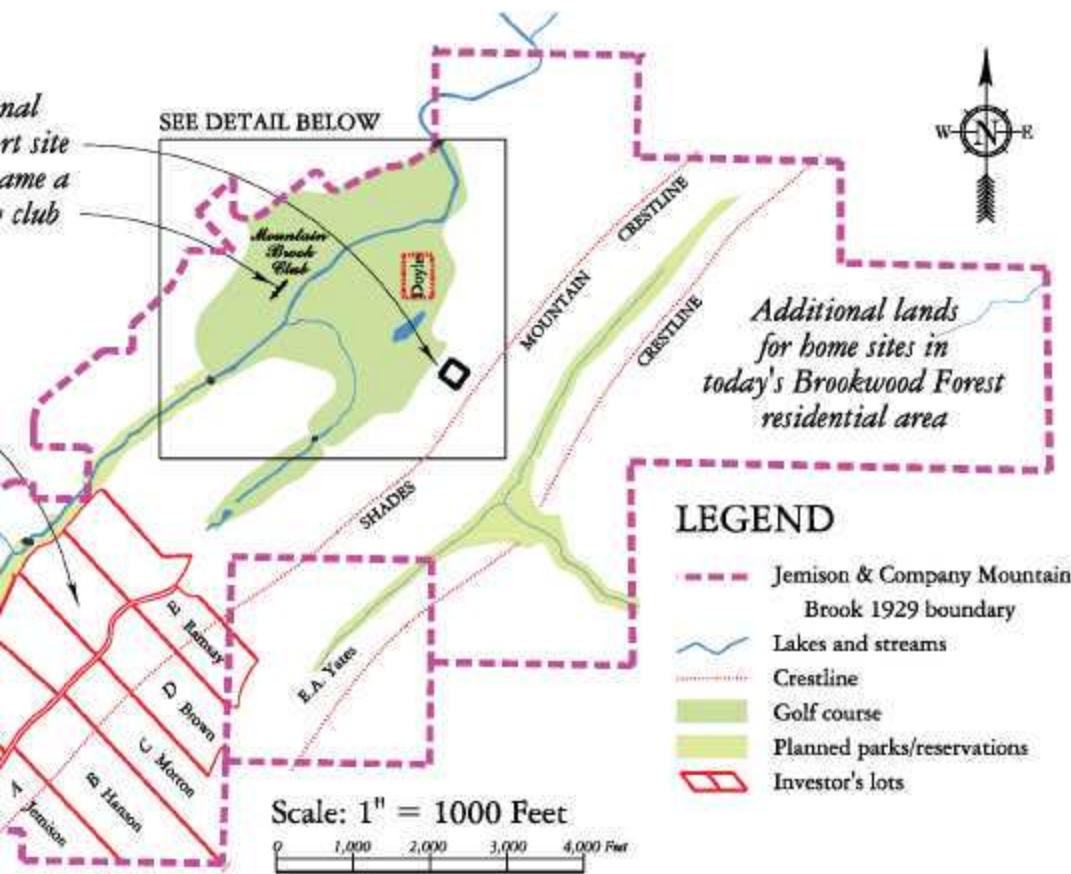 nal
rt site
ame a
club
SEE DETAIL BELOW
Mountain
Brook
Club
Doyle
W N E
CRESTLINE
MOUNTAIN
CRESTLINE
SHADES
Additional lands
for home sites in
today's Brookwood Forest
residential area
E.A. Yates
Ramsay
D Brown
C Morron
B Hanson
A Jemison
LEGEND
Jemison & Company Mountain
Brook 1929 boundary
Lakes and streams
Crestline
Golf course
Planned parks/reservations
Investor's lots
Scale: 1" = 1000 Feet
0 1,000 2,000 3,000 4,000 Feet